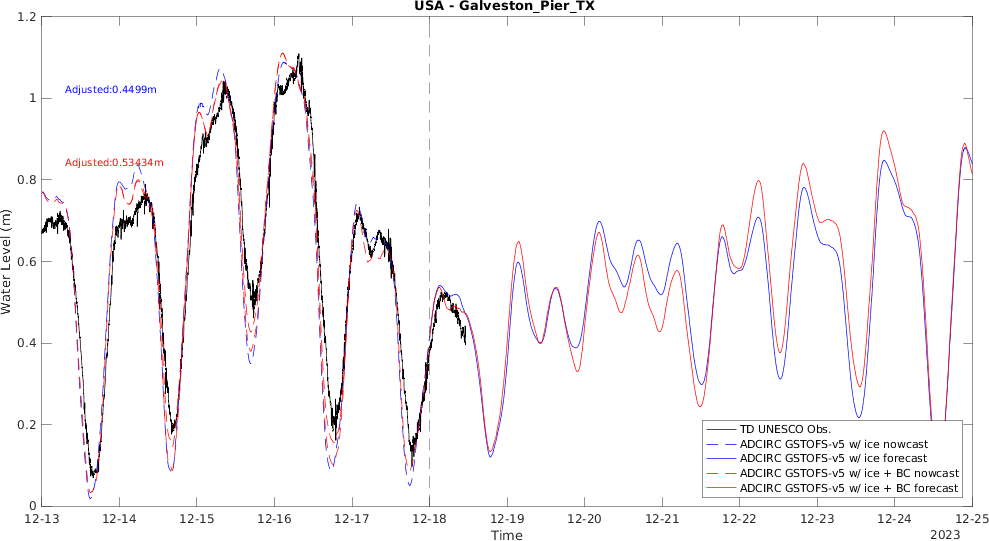 USA - Galveston_Pier_TX
Water Level (m)
1.2
1
0.8
0.6
0.4
0.2
0
Adjusted:0.4499m
Adjusted:0.53434m
TD UNESCO Obs.
ADCIRC GSTOFS-v5 w/ ice nowcast
ADCIRC GSTOFS-v5 w/ ice forecast
ADCIRC GSTOFS-v5 w/ ice + BC nowcast
ADCIRC GSTOFS-v5 w/ ice + BC forecast
12-13 12-14 12-15 12-16 12-17 12-18 12-19 12-20 12-21 12-22 12-23 12-24 12-25
Time
2023